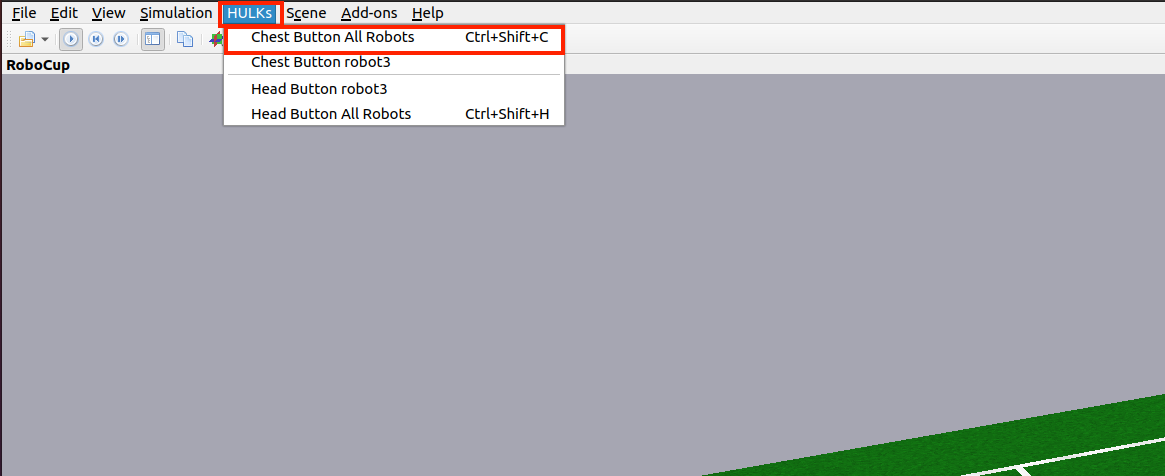 File Edit View Simulation HULKs Scene Add-ons Help
Chest Button All Robots Ctrl+Shift+C
Chest Button robot3
RoboCup
Head Button robot3
Head Button All Robots Ctrl+Shift+H